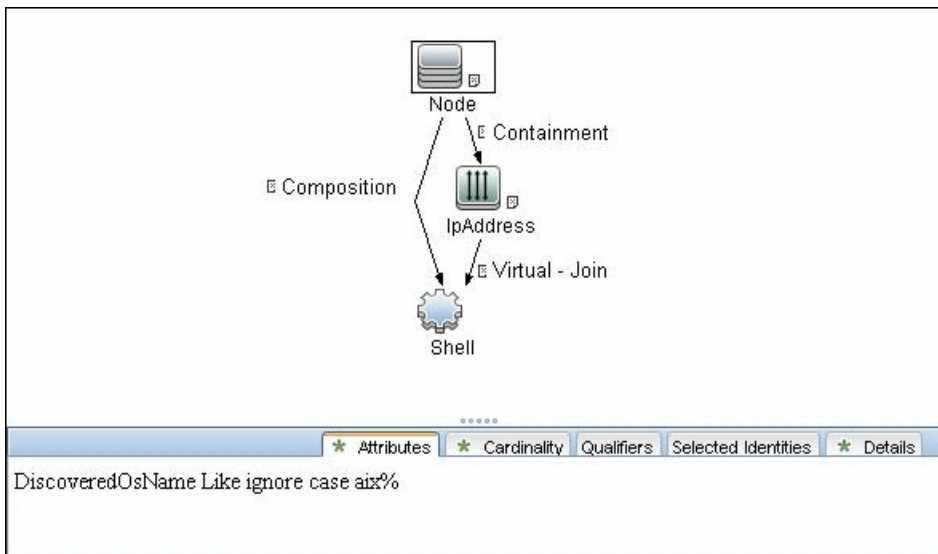 Node
Containment
Composition
IpAddress
Virtual - Join
Shell
Attributes Cardinality Qualifiers Selected Identities Details
DiscoveredOsName Like ignore case aix%